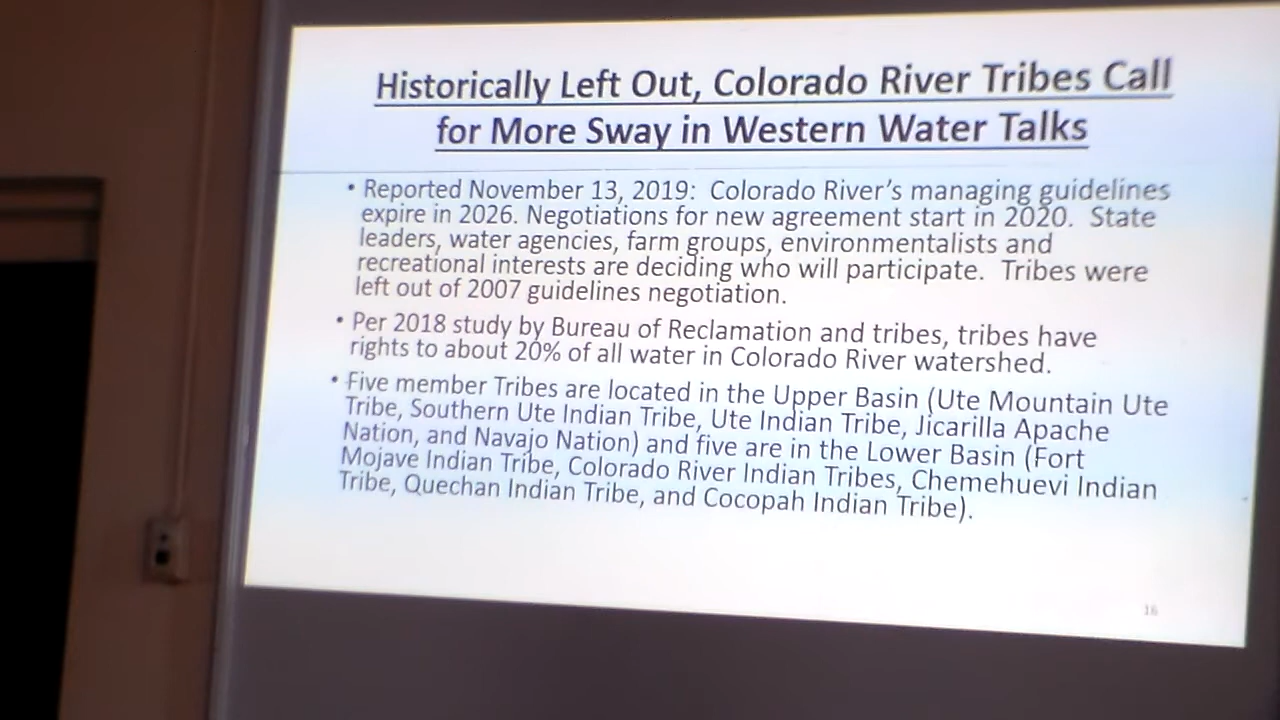 Historically Left Out, Colorado River Tribes Call
for More Sway in Western Water Talks
• Reported November 13, 2019: Colorado River's managing guidelines
expire in 2026. Negotiations for new agreement start in 2020. State
leaders, water agencies, farm groups, environmentalists and
recreational interests are deciding who will participate. Tribes were
left out of 2007 guidelines negotiation.
• Per 2018 study by Bureau of Reclamation and tribes, tribes have
rights to about 20% of all water in Colorado River watershed.
• Five member Tribes are located in the Upper Basin (Ute Mountain Ute
Tribe, Southern Ute Indian Tribe, Ute Indian Tribe, Jicarilla Apache
Nation, and Navajo Nation) and five are in the Lower Basin (Fort
Mojave Indian Tribe, Colorado River Indian Tribes, Chemehuevi Indian
Tribe, Quechan Indian Tribe, and Cocopah Indian Tribe).
16